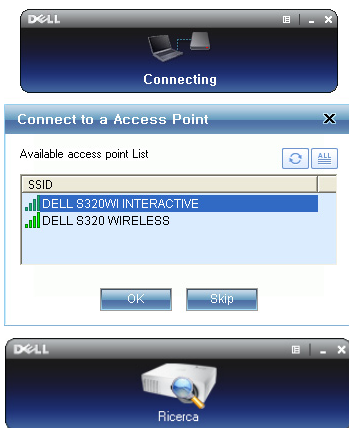 DELL
Connecting
Connect to a Access Point
Available access point List
ALL
SSID
DELL S320WI INTERACTIVE
DELL S320 WIRELESS
OK
Skip
DELL
Ricerca